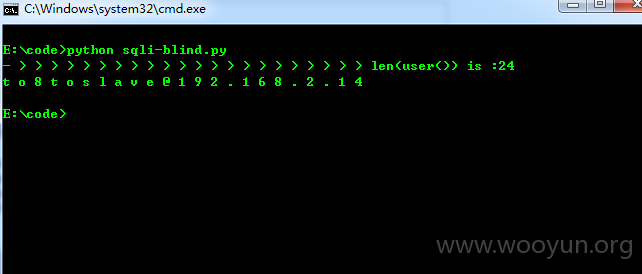 C:\Windows\system32\cmd.exe
E:\code>python sqli-blind.py
- > > > > > > > > > > > > > > > > > > > > > > len(user()) is :24
t o 8 t o s l a v e @ 1 9 2 . 1 6 8 . 2 . 1 4
E:\code>
www.wooyun.org